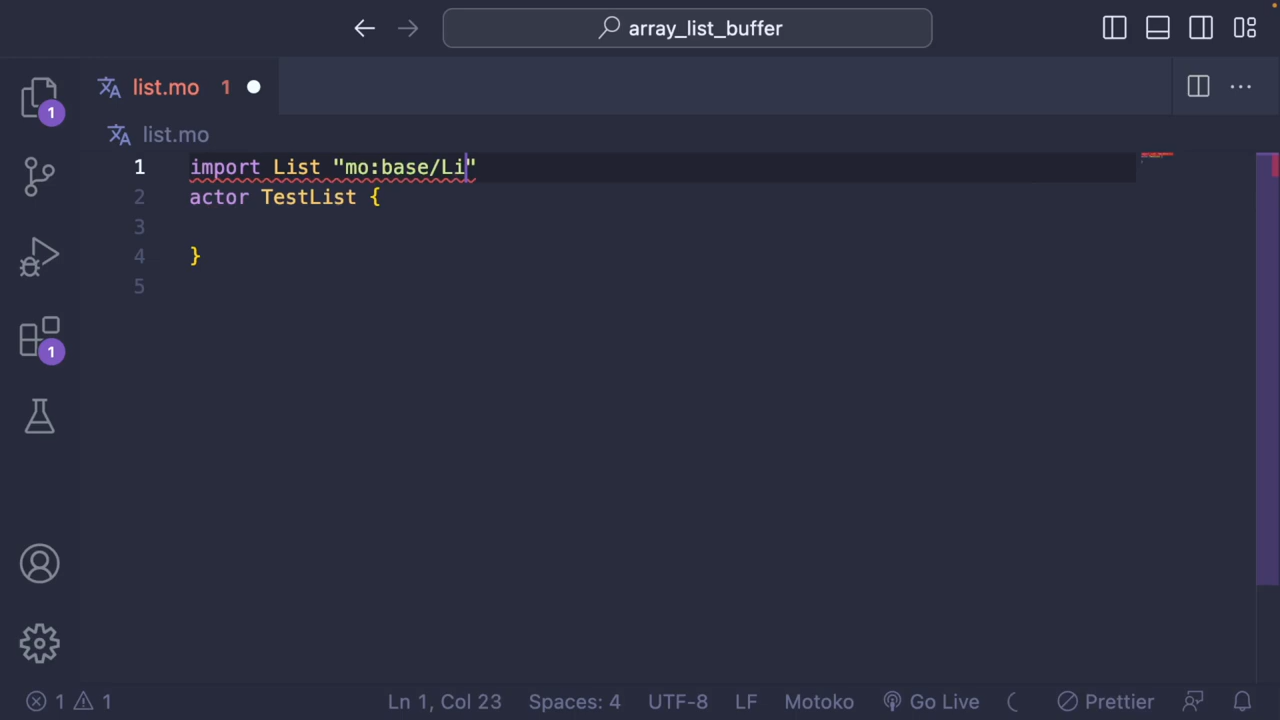 array_list_buffer
list.mo 1
list.mo
1 import List "mo:base/Li"
2 actor TestList {
3
4 }
5
1
1
1 1 Ln 1, Col 23 Spaces: 4 UTF-8 LF Motoko Go Live Prettier